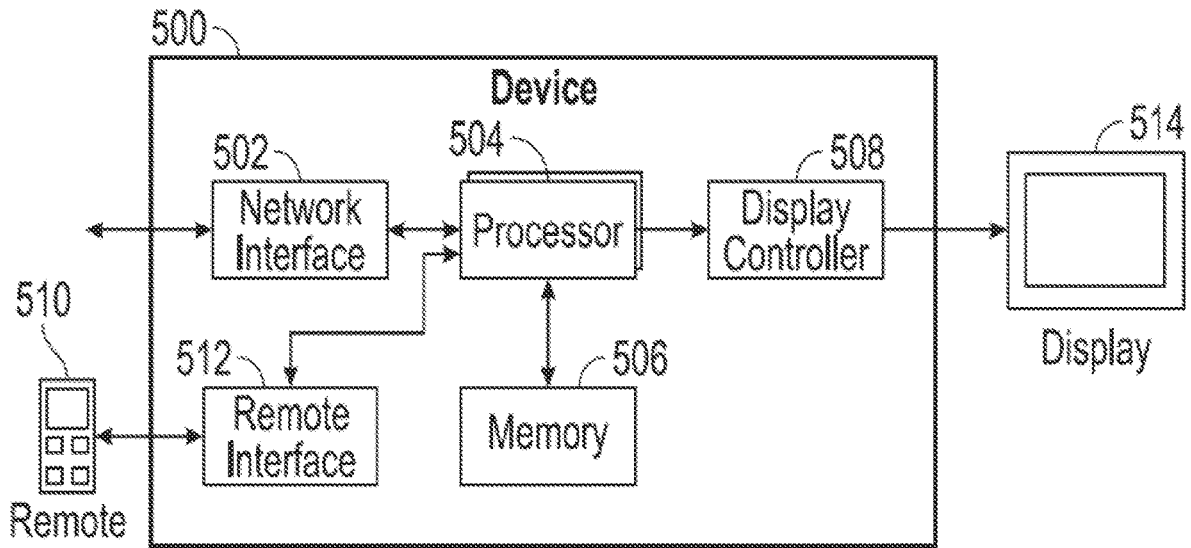 500
Device
502
504
508
514
Network
Interface
Processor
Display
Controller
510
Display
512
506
Remote
Interface
Memory
Remote